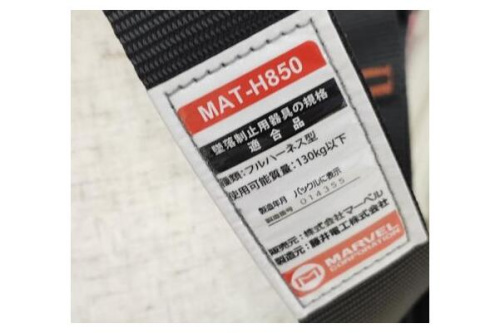 MAT-H850
墜落制止用器具の規格
適合品
種類：フルハーネス型
使用可能質量：130kg以下
製造年月 バックルに表示
製造番号 014355
販売元：株式会社マーベル
製造元：藤井電工株式会社
M MARVEL
CORPORATION